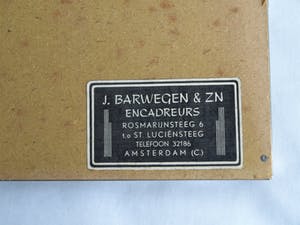 J. BARWEGEN & ZN
ENCADREURS
ROSMARIJNSTEEG 6
t.o ST. LUCIËNSTEEG
TELEFOON 32186
AMSTERDAM (C.)